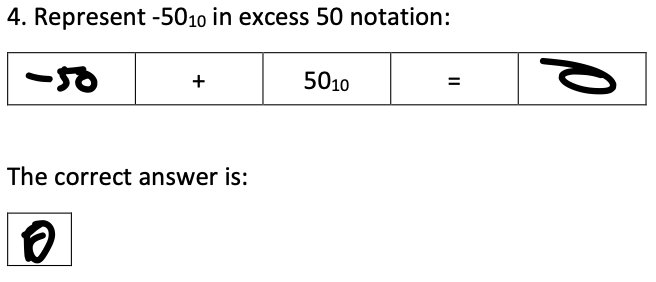 4. Represent -50₁₀ in excess 50 notation:
-50 + 50₁₀ = 0
The correct answer is:
0